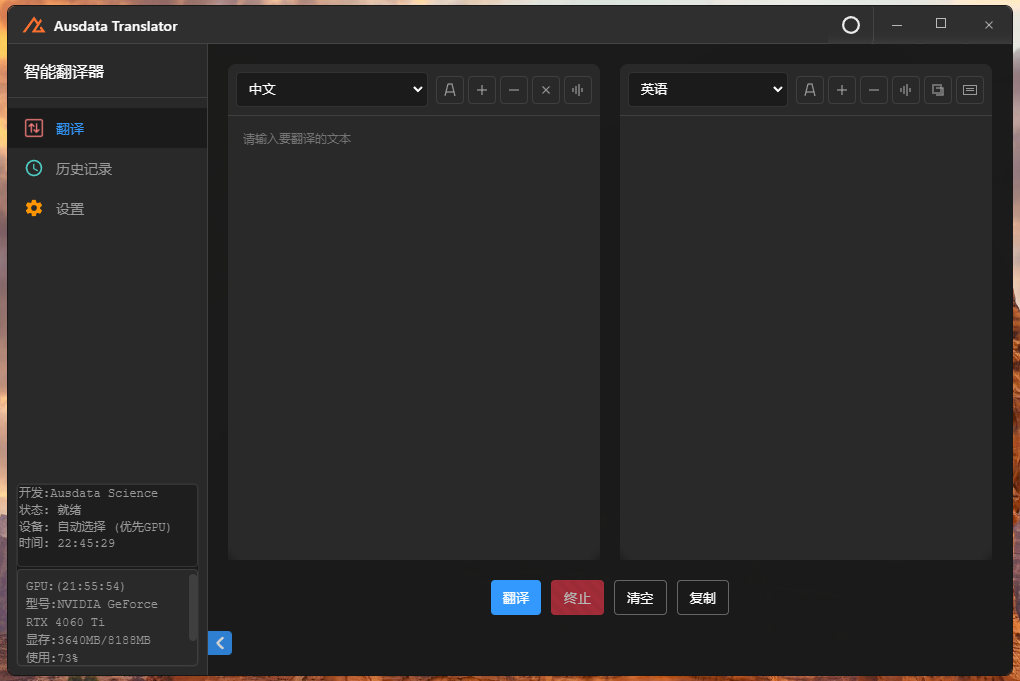 Ausdata Translator
智能翻译器
翻译
历史记录
设置
中文
请输入要翻译的文本
英语
翻译
终止
清空
复制
开发:Ausdata Science
状态: 就绪
设备: 自动选择 (优先GPU)
时间: 22:45:29
GPU:(21:55:54)
型号:NVIDIA GeForce
RTX 4060 Ti
显存:3640MB/8188MB
使用:73%